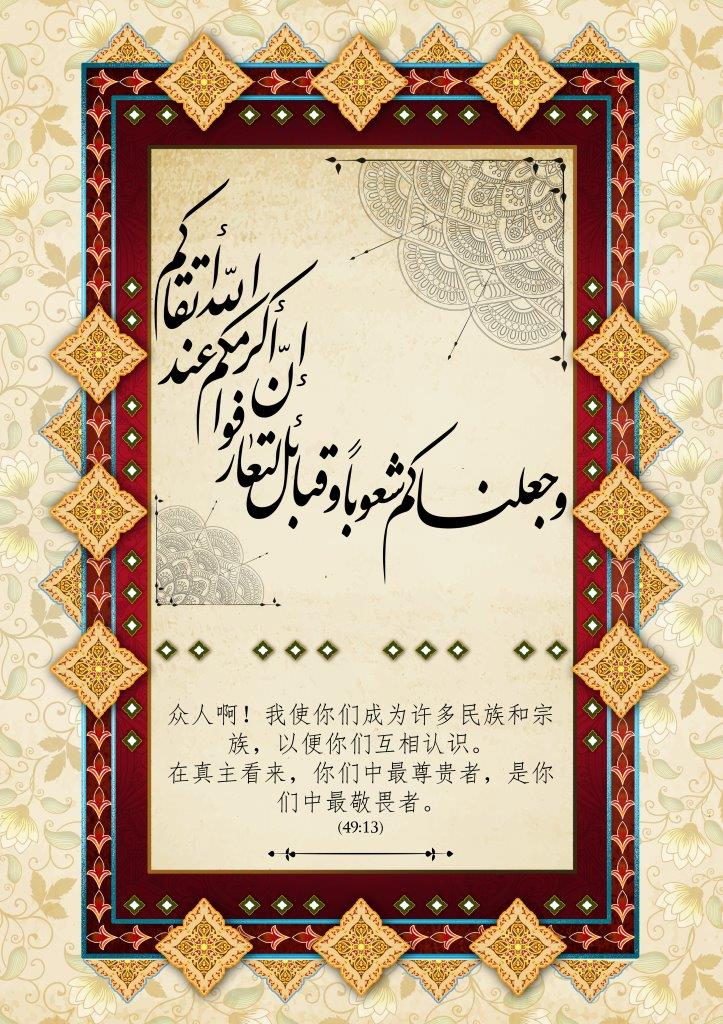 وجعلناكم شعوباً وقبائل لتعارفوا
إنّ أكرمكم عند
اللّه أتقاكم
众人啊！我使你们成为许多民族和宗
族，以便你们互相认识。
在真主看来，你们中最尊贵者，是你
们中最敬畏者。
(49:13)